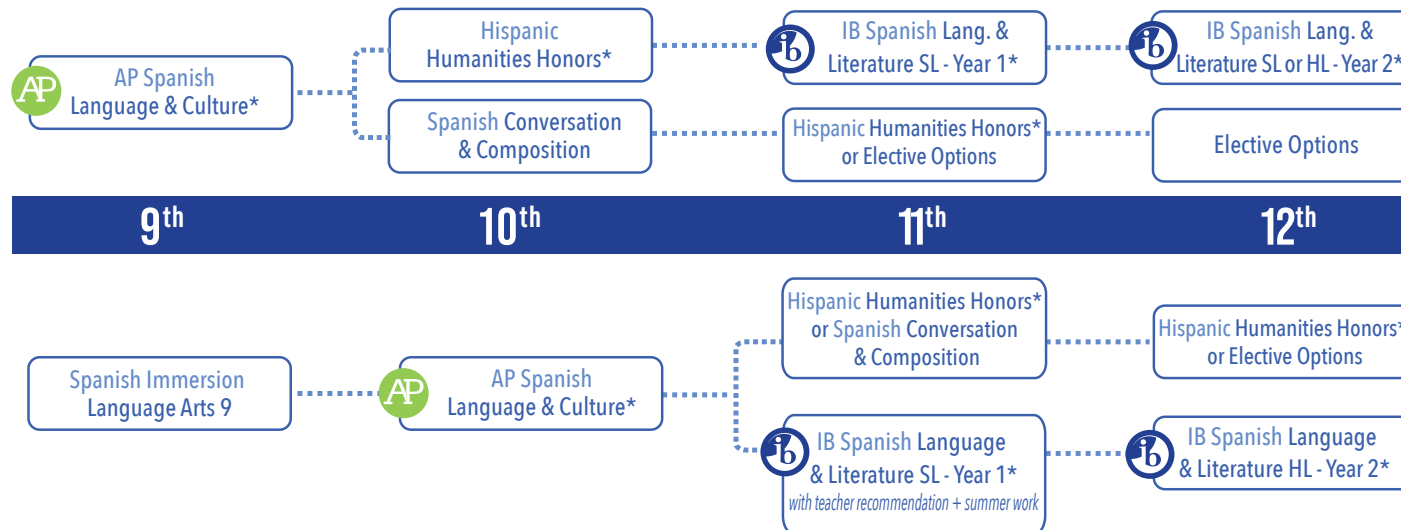 AP
AP Spanish
Language & Culture*
Hispanic
Humanities Honors*
Spanish Conversation
& Composition
ib
IB Spanish Lang. &
Literature SL - Year 1*
Hispanic Humanities Honors*
or Elective Options
ib
IB Spanish Lang. &
Literature SL or HL - Year 2*
Elective Options
9th
10th
11th
12th
Spanish Immersion
Language Arts 9
AP
AP Spanish
Language & Culture*
Hispanic Humanities Honors*
or Spanish Conversation
& Composition
ib
IB Spanish Language
& Literature SL - Year 1*
with teacher recommendation + summer work
Hispanic Humanities Honors*
or Elective Options
ib
IB Spanish Language
& Literature HL - Year 2*